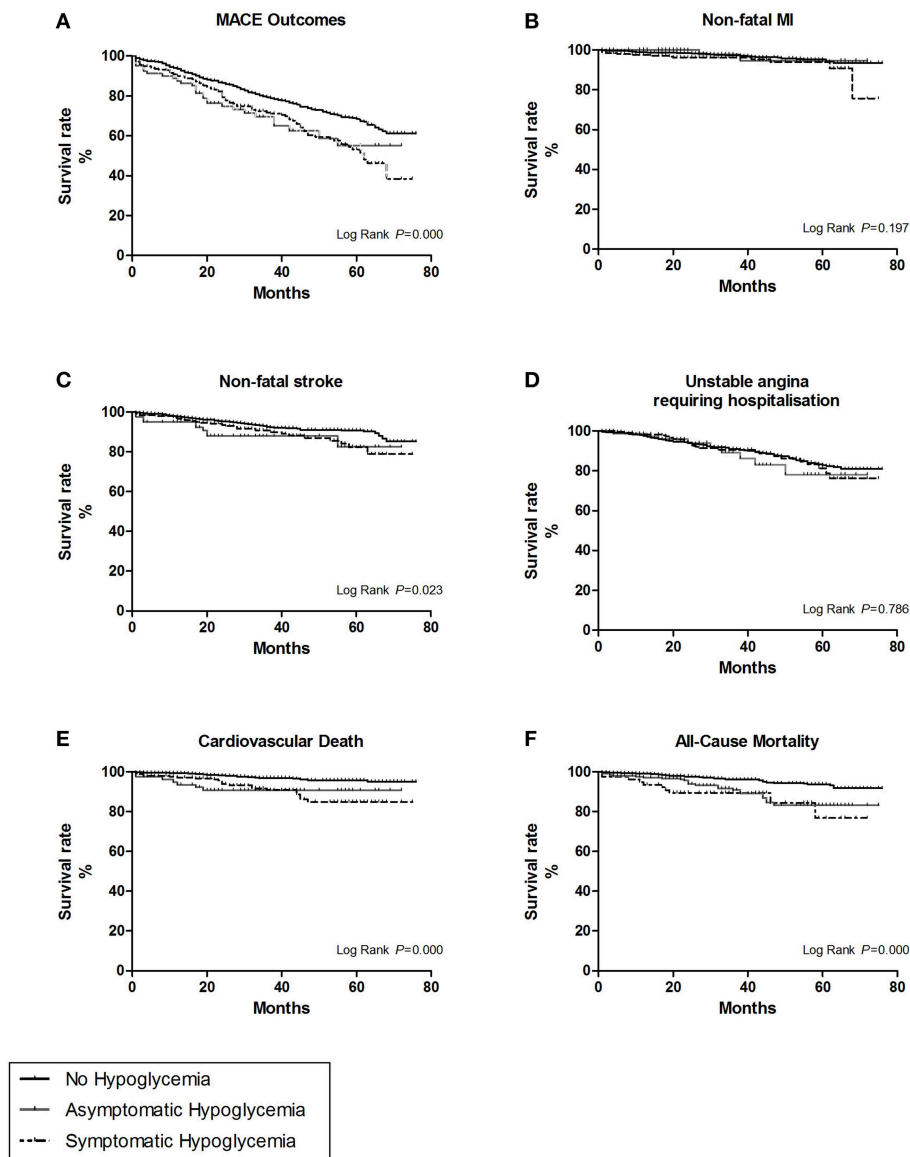 A
MACE Outcomes
100
80
60
40
20
0
0 20 40 60 80
Survival rate
%
Months
Log Rank P=0.000
B
Non-fatal MI
100
80
60
40
20
0
0 20 40 60 80
Survival rate
%
Months
Log Rank P=0.197
C
Non-fatal stroke
100
80
60
40
20
0
0 20 40 60 80
Survival rate
%
Months
Log Rank P=0.023
D
Unstable angina
requiring hospitalisation
100
80
60
40
20
0
0 20 40 60 80
Survival rate
%
Months
Log Rank P=0.786
E
Cardiovascular Death
100
80
60
40
20
0
0 20 40 60 80
Survival rate
%
Months
Log Rank P=0.000
F
All-Cause Mortality
100
80
60
40
20
0
0 20 40 60 80
Survival rate
%
Months
Log Rank P=0.000
No Hypoglycemia
Asymptomatic Hypoglycemia
Symptomatic Hypoglycemia